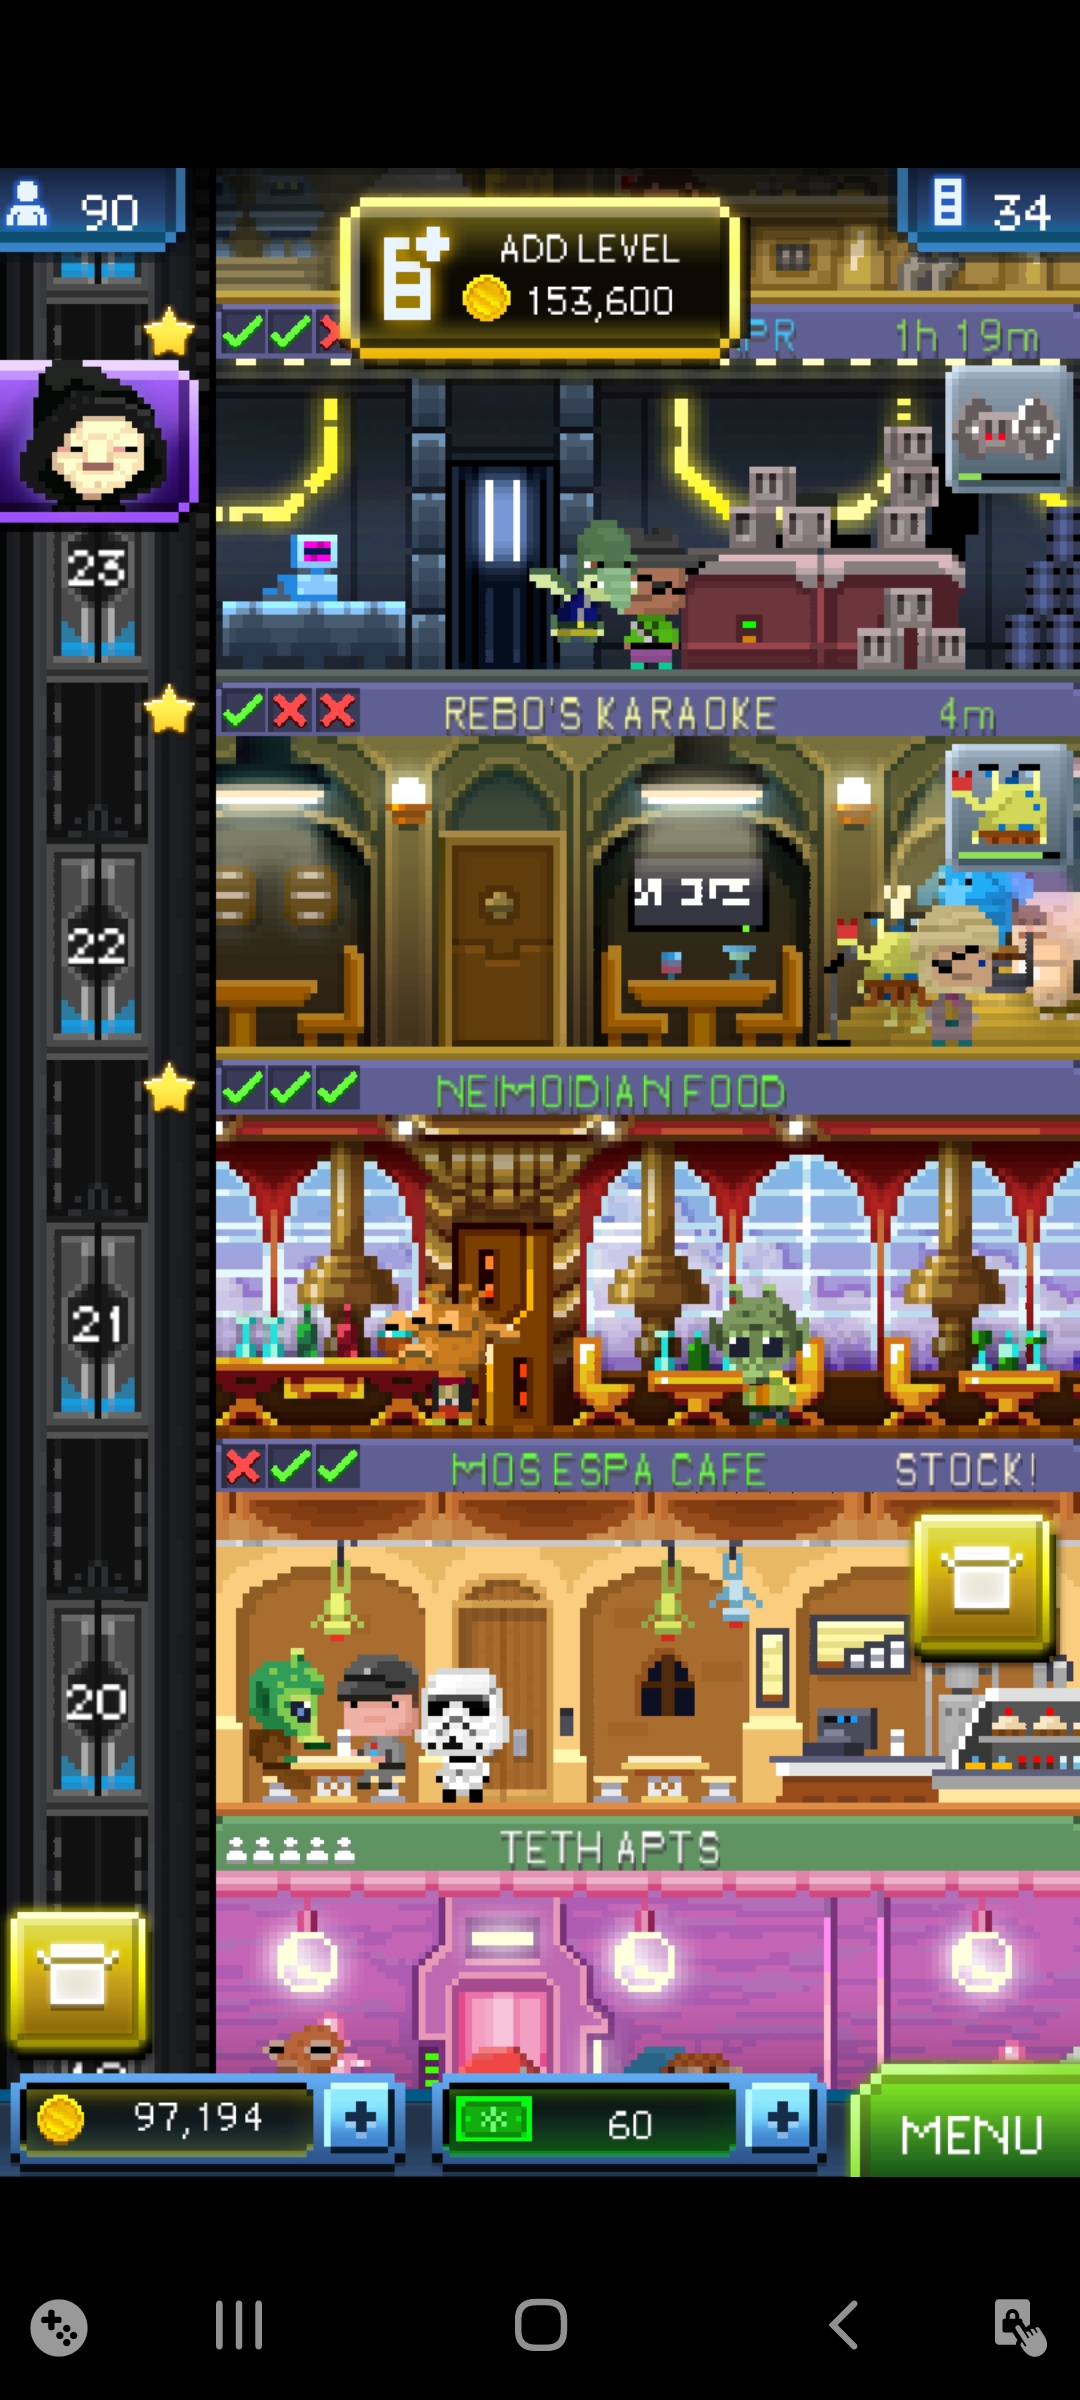 90
ADD LEVEL
153,600
34
1h 19m
23
REBO'S KARAOKE
4m
22
NEIMOIDIAN FOOD
21
MOS ESPA CAFE
STOCK!
20
TETH APTS
97,194
60
MENU